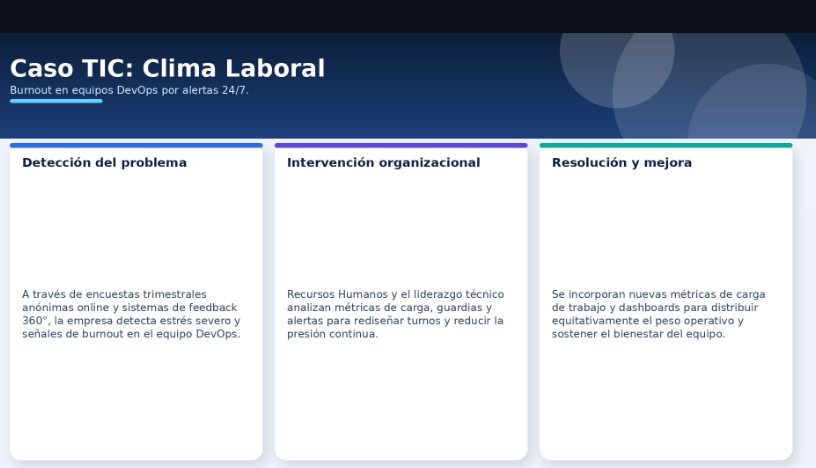 Caso TIC: Clima Laboral
Burnout en equipos DevOps por alertas 24/7.
Detección del problema
A través de encuestas trimestrales
anónimas online y sistemas de feedback
360°, la empresa detecta estrés severo y
señales de burnout en el equipo DevOps.
Intervención organizacional
Recursos Humanos y el liderazgo técnico
analizan métricas de carga, guardias y
alertas para rediseñar turnos y reducir la
presión continua.
Resolución y mejora
Se incorporan nuevas métricas de carga
de trabajo y dashboards para distribuir
equitativamente el peso operativo y
sostener el bienestar del equipo.